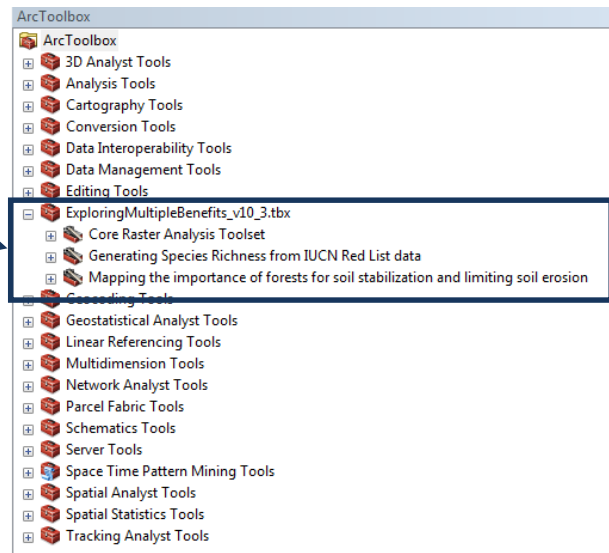 ArcToolbox
ArcToolbox
3D Analyst Tools
Analysis Tools
Cartography Tools
Conversion Tools
Data Interoperability Tools
Data Management Tools
Editing Tools
ExploringMultipleBenefits_v10_3.tbx
Core Raster Analysis Toolset
Generating Species Richness from IUCN Red List data
Mapping the importance of forests for soil stabilization and limiting soil erosion
Geocoding Tools
Geostatistical Analyst Tools
Linear Referencing Tools
Multidimension Tools
Network Analyst Tools
Parcel Fabric Tools
Schematics Tools
Server Tools
Space Time Pattern Mining Tools
Spatial Analyst Tools
Spatial Statistics Tools
Tracking Analyst Tools